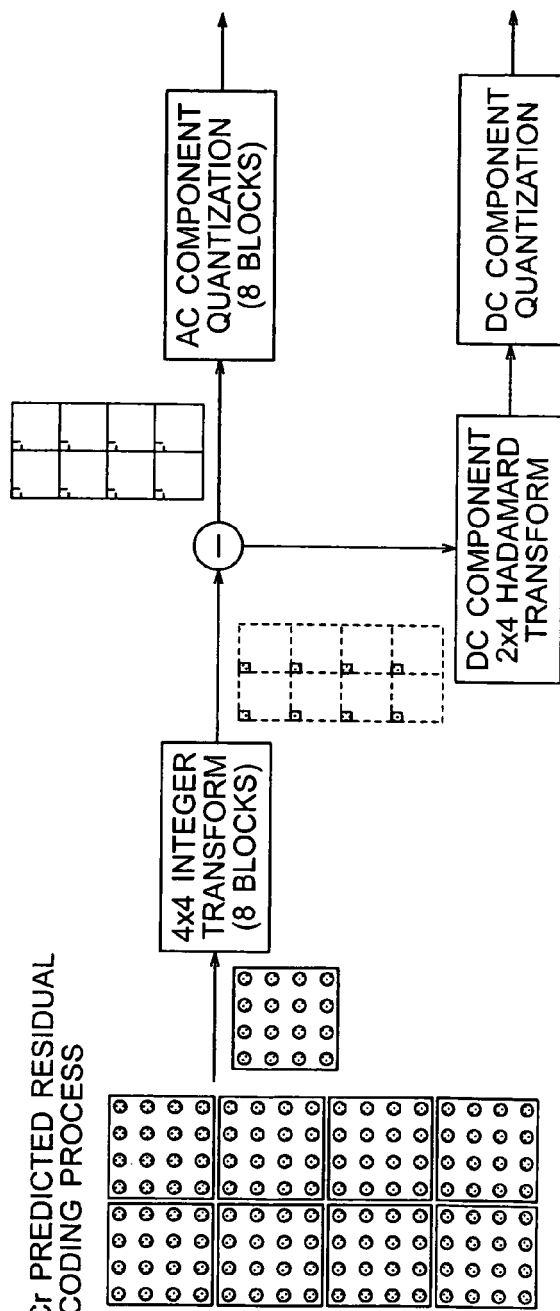 Cr PREDICTED RESIDUAL
CODING PROCESS
4x4 INTEGER
TRANSFORM
(8 BLOCKS)
AC COMPONENT
QUANTIZATION
(8 BLOCKS)
DC COMPONENT
2x4 HADAMARD
TRANSFORM
DC COMPONENT
QUANTIZATION